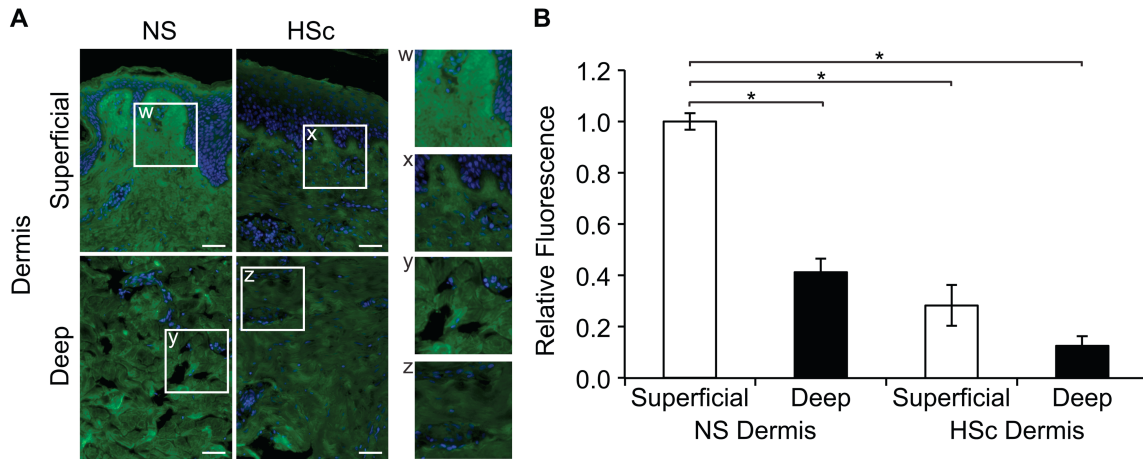 A
NS
HSc
Dermis
Superficial
Deep
w
x
y
z
w
x
y
z
B
Relative Fluorescence
1.2
1.0
0.8
0.6
0.4
0.2
0.0
*
*
*
Superficial
Deep
Superficial
Deep
NS Dermis
HSc Dermis